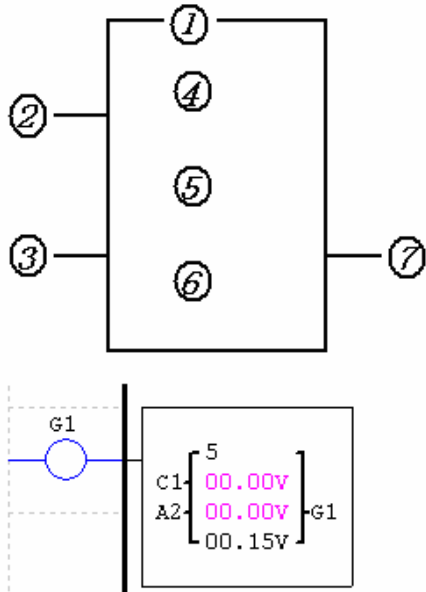 ①
④
②
⑤
③
⑥
⑦
G1
5
C1 00.00V
A2 00.00V G1
00.15V